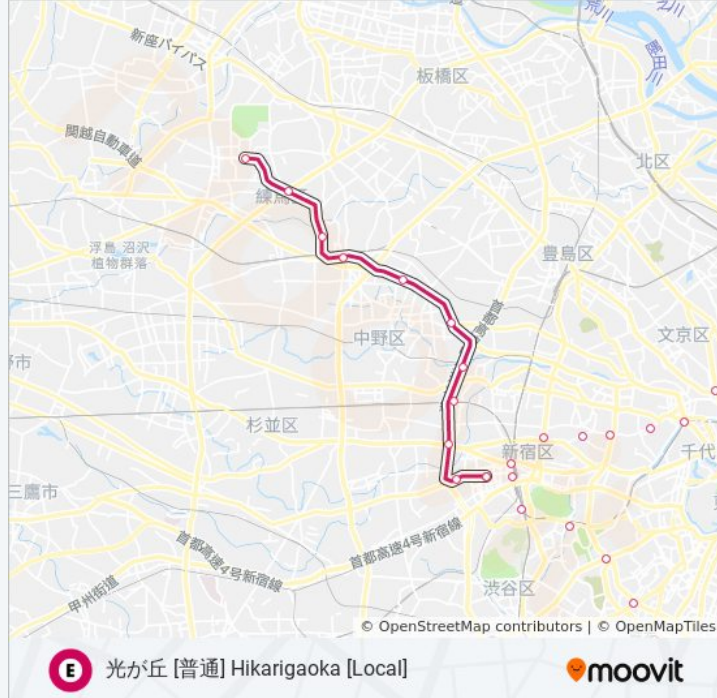 荒川
新座バイパス
板橋区
隅田川
関越自動車道
北区
練馬区
浮島 沼沢
植物群落
豊島区
首都高
中野区
文京区
野市
杉並区
新宿区
千代
三鷹市
首都高速4号新宿線
首都高速4号新宿線
甲州街道
渋谷区
© OpenStreetMap contributors | © OpenMapTiles
E 光が丘 [普通] Hikarigaoka [Local]
moovit